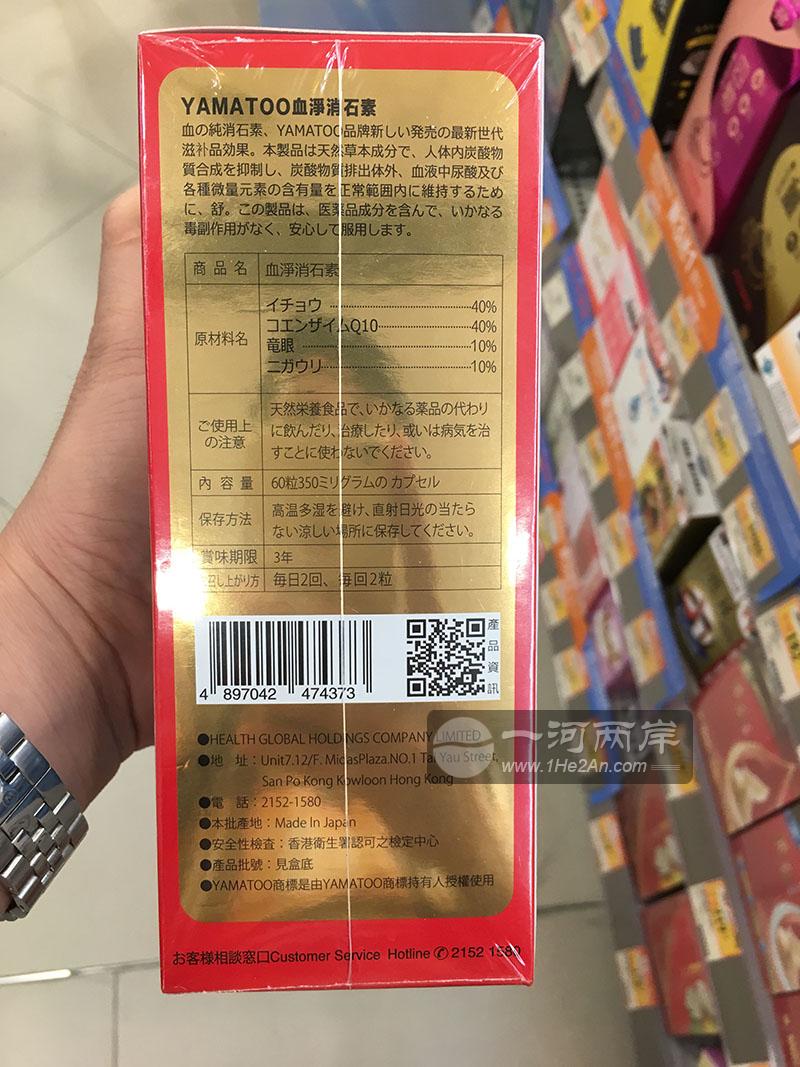 YAMATOO血淨消石素
血の純消石素、YAMATOO品牌新しい発売の最新世代
滋补品効果。本製品は天然草本成分で、人体内炭酸物
質合成を抑制し、炭酸物質排出体外、血液中尿酸及び
各種微量元素の含有量を正常範囲内に維持するため
に、舒。この製品は、医薬品成分を含んで、いかなる
毒副作用がなく、安心して服用します。
商品名 血淨消石素
原材料名
イチョウ 40%
コエンザイムQ10 40%
竜眼 10%
ニガウリ 10%
ご使用上
の注意
天然栄養食品で、いかなる薬品の代わり
に飲んだり、治療したり、或いは病気を治
すことに使わないでください。
內容量 60粒350ミリグラムの カプセル
保存方法
高温多湿を避け、直射日光の当たら
ない涼しい場所に保存してください。
賞味期限 3年
召し上がり方 毎日2回、毎回2粒
4 897042 474373
產品資訊
●HEALTH GLOBAL HOLDINGS COMPANY LIMITED
●地 址：Unit7.12/F. MidasPlaza.NO.1 Tai Yau Street,
San Po Kong Kowloon Hong Kong
●電 話：2152-1580
●本批產地：Made In Japan
●安全性檢查：香港衛生署認可之檢定中心
●產品批號：見盒底
●YAMATOO商標是由YAMATOO商標持有人授權使用
お客様相談窓口Customer Service Hotline ✆ 2152 1580
一河两岸
www.1He2An.com